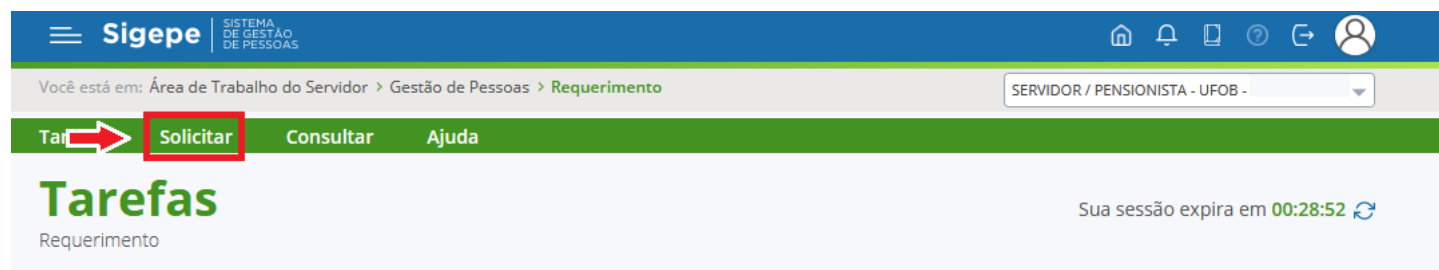 Sigepe
SISTEMA
DE GESTÃO
DE PESSOAS
Você está em: Área de Trabalho do Servidor > Gestão de Pessoas > Requerimento
SERVIDOR / PENSIONISTA - UFOB -
Solicitar Consultar Ajuda
Tarefas
Sua sessão expira em 00:28:52
Requerimento